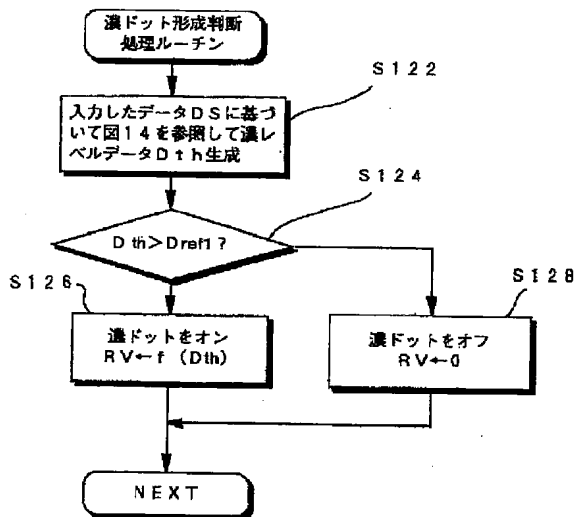 濃ドット形成判断
処理ルーチン
S122
入力したデータDSに基づ
いて図14を参照して濃レ
ベルデータDth生成
S124
Dth>Dref1?
S126
濃ドットをオン
RV←f (Dth)
S128
濃ドットをオフ
RV←0
NEXT